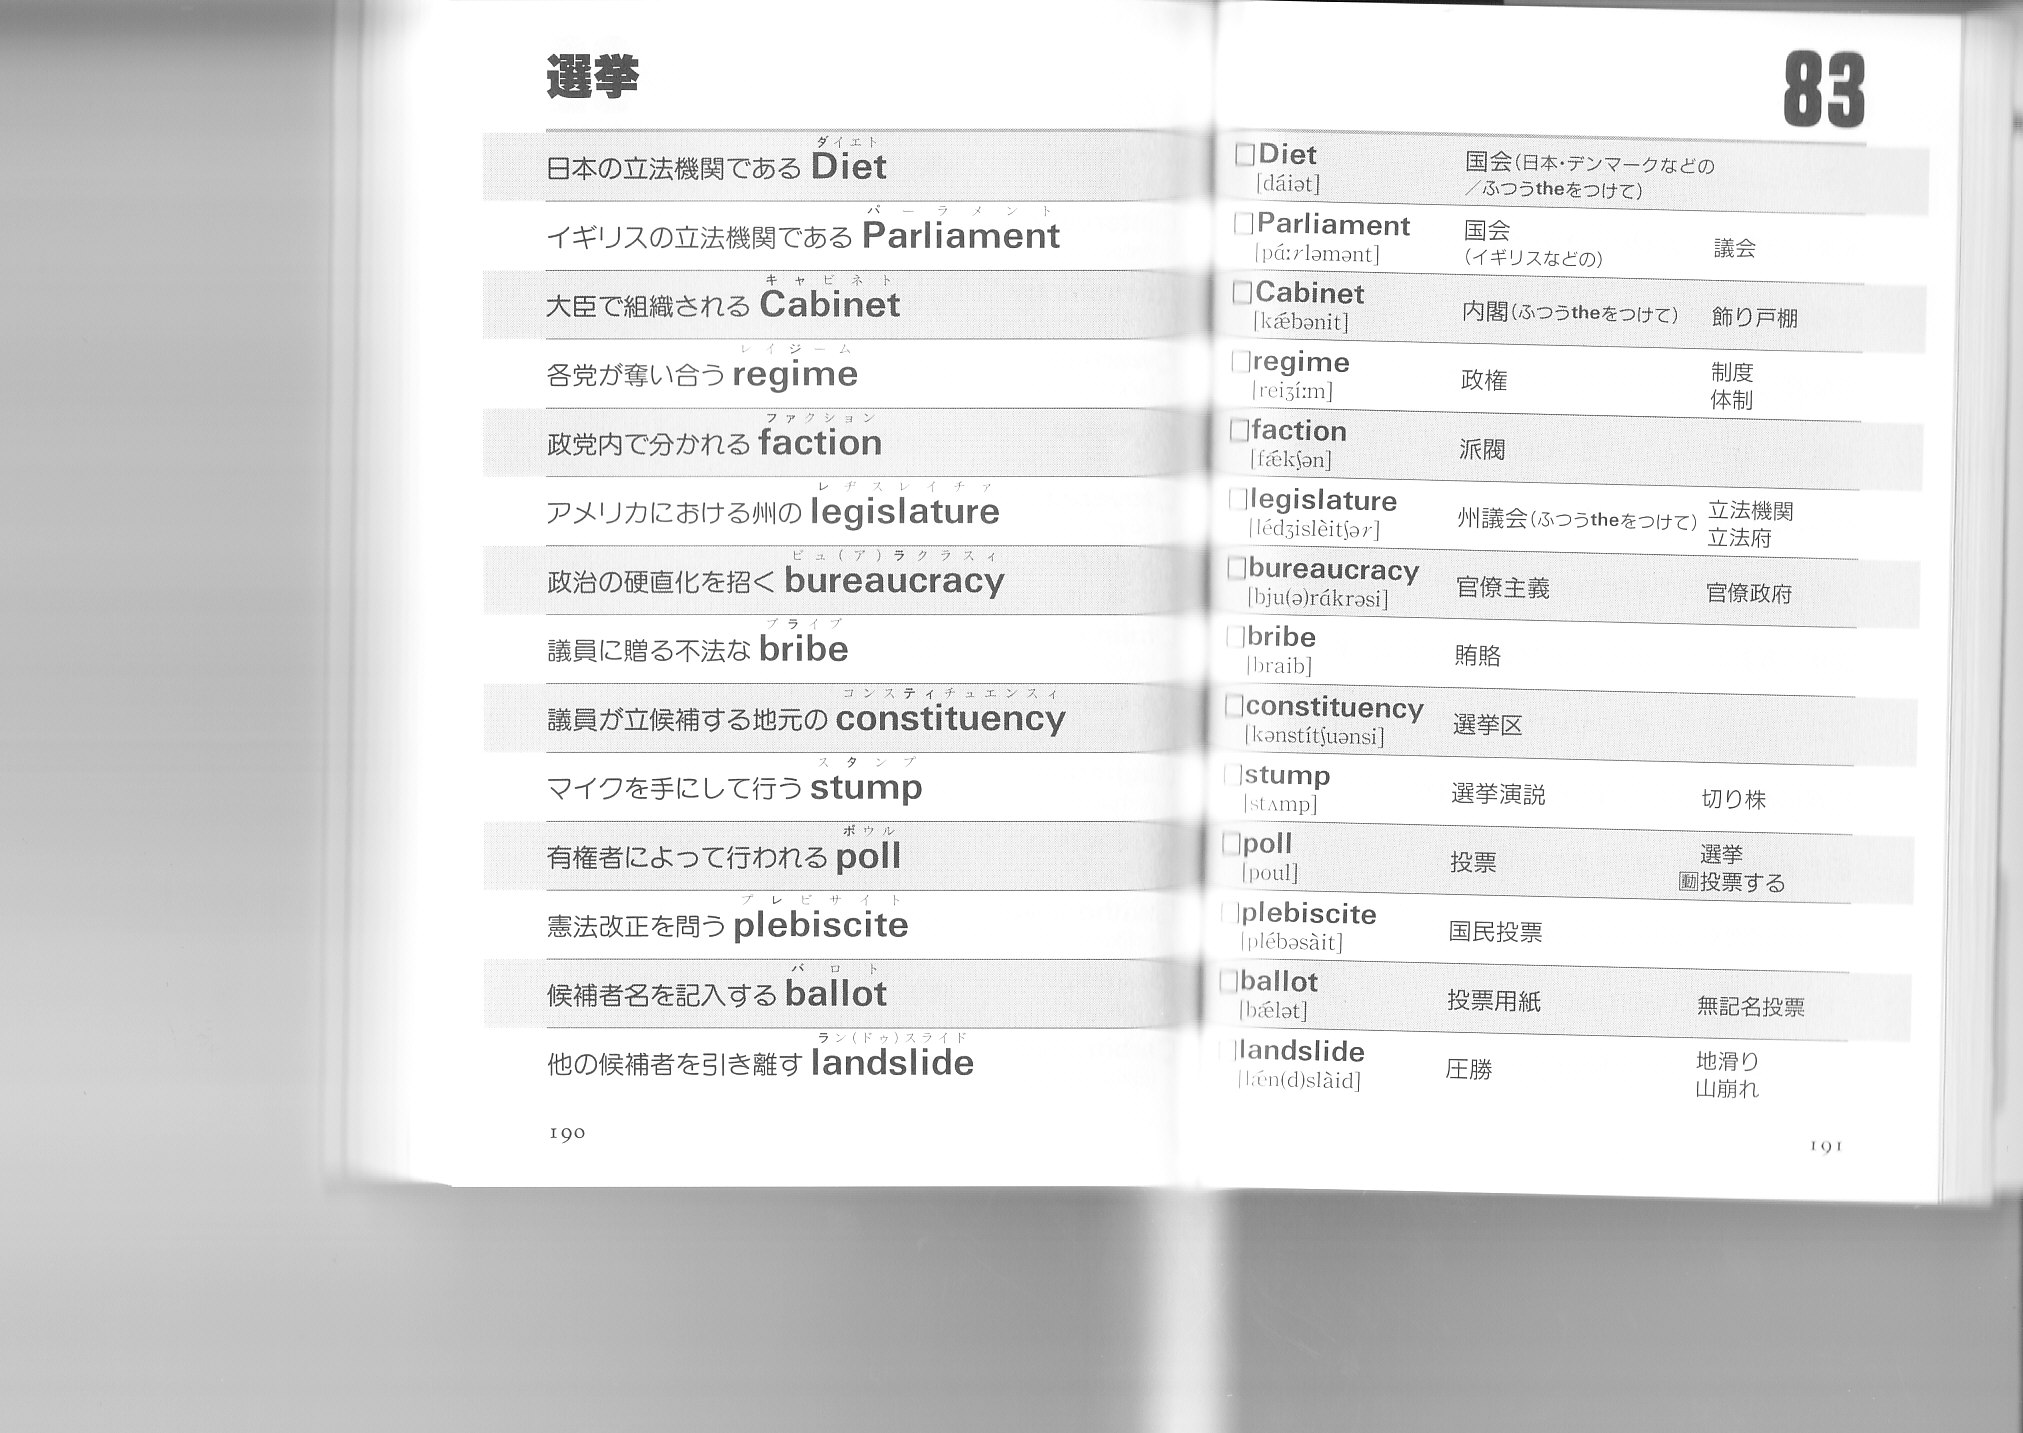 選挙
ダイエト
日本の立法機関である Diet
パーラメント
イギリスの立法機関である Parliament
キャビネト
大臣で組織される Cabinet
レイジーム
各党が奪い合う regime
ファクション
政党内で分かれる faction
レヂスレイチァ
アメリカにおける州の legislature
ビュ(ア)ラクラスィ
政治の硬直化を招く bureaucracy
ブライブ
議員に贈る不法な bribe
コンスティチュエンスィ
議員が立候補する地元の constituency
スタンプ
マイクを手にして行う stump
ポウル
有権者によって行われる poll
プレビサイト
憲法改正を問う plebiscite
バロト
候補者名を記入する ballot
ラン(ドゥ)スライド
他の候補者を引き離す landslide
190
83
□Diet 国会(日本・デンマークなどの
[dáiət] /ふつうtheをつけて)
□Parliament 国会 議会
[pάːrləmənt] (イギリスなどの)
□Cabinet 内閣(ふつうtheをつけて) 飾り戸棚
[kǽbənit]
□regime 政権 制度
[reiʒíːm] 体制
□faction 派閥
[fǽkʃən]
□legislature 州議会(ふつうtheをつけて) 立法機関
[lédʒislèitʃər] 立法府
□bureaucracy 官僚主義 官僚政府
[bju(ə)rάkrəsi]
□bribe 賄賂
[braib]
□constituency 選挙区
[kənstítʃuənsi]
□stump 選挙演説 切り株
[stʌmp]
□poll 投票 選挙
[poul] 動投票する
□plebiscite 国民投票
[plébəsàit]
□ballot 投票用紙 無記名投票
[bǽlət]
□landslide 圧勝 地滑り
[lǽn(d)slàid] 山崩れ
191